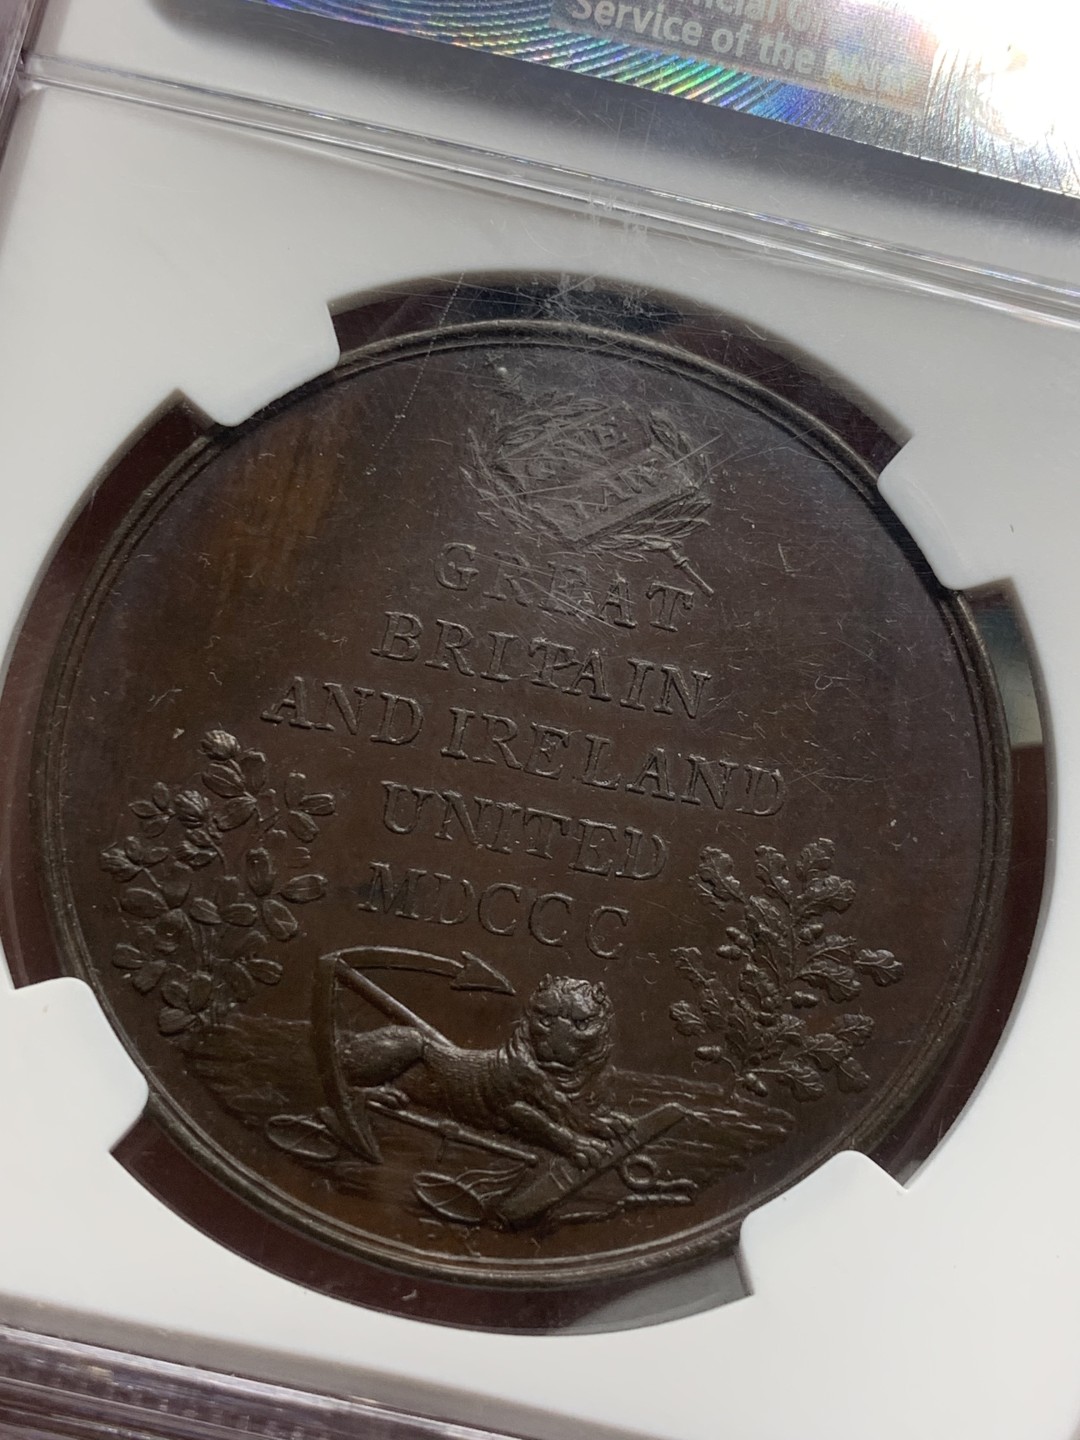 Service of the
ONE
LAW
GREAT
BRITAIN
AND IRELAND
UNITED
MDCCC